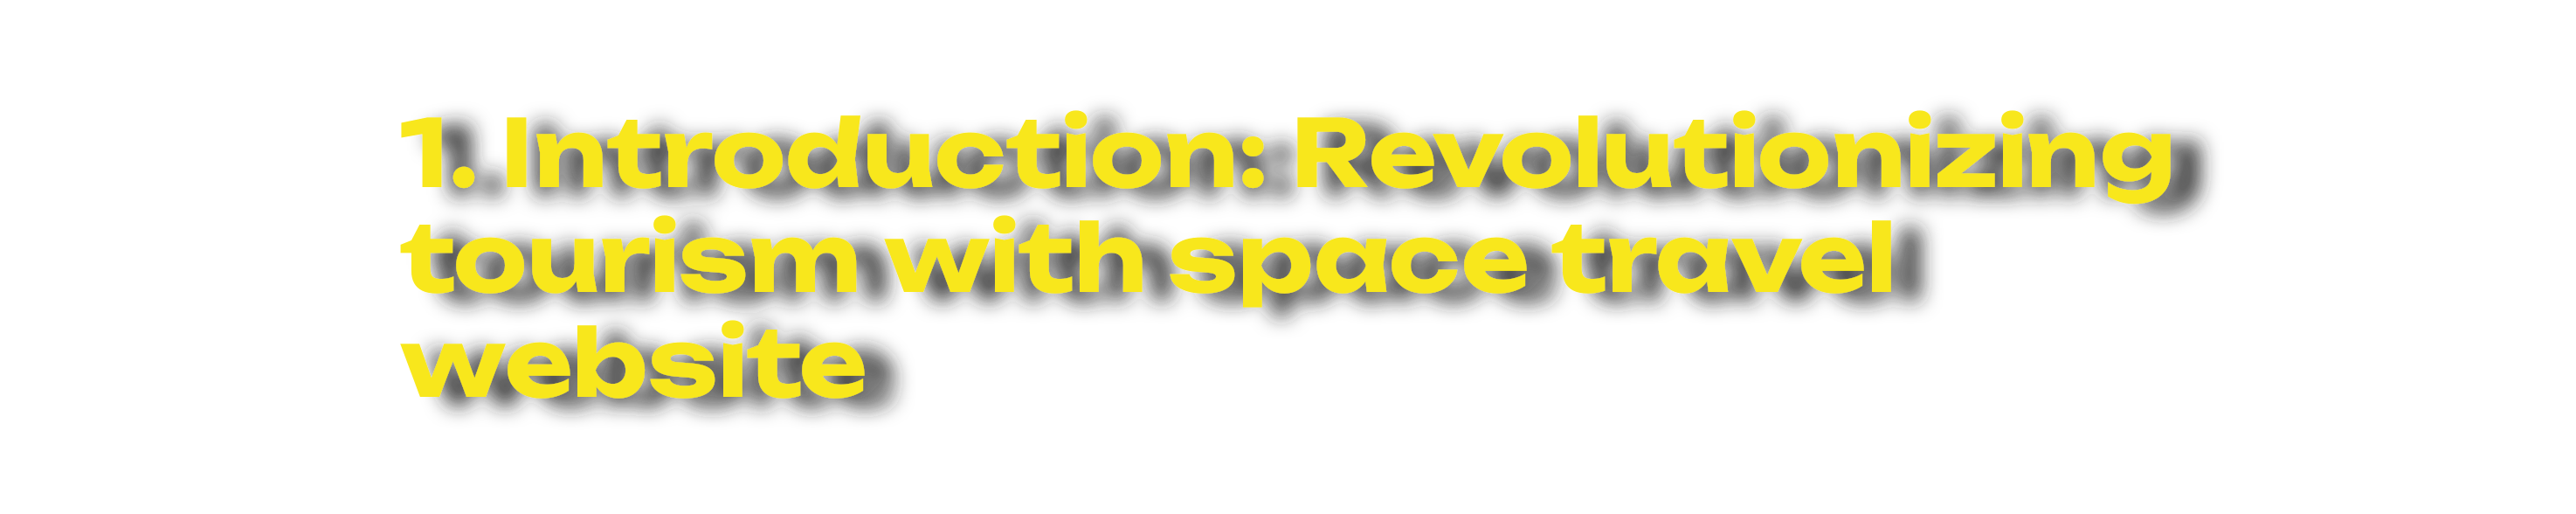 1. Introduction: Revolutionizing
tourism with space travel
website